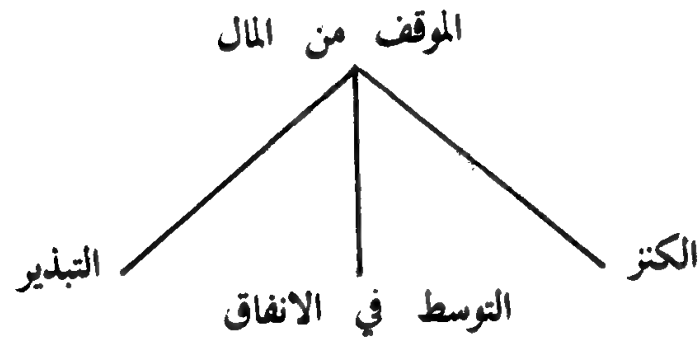 الموقف من المال
الكنز
التبذير
التوسط في الانفاق